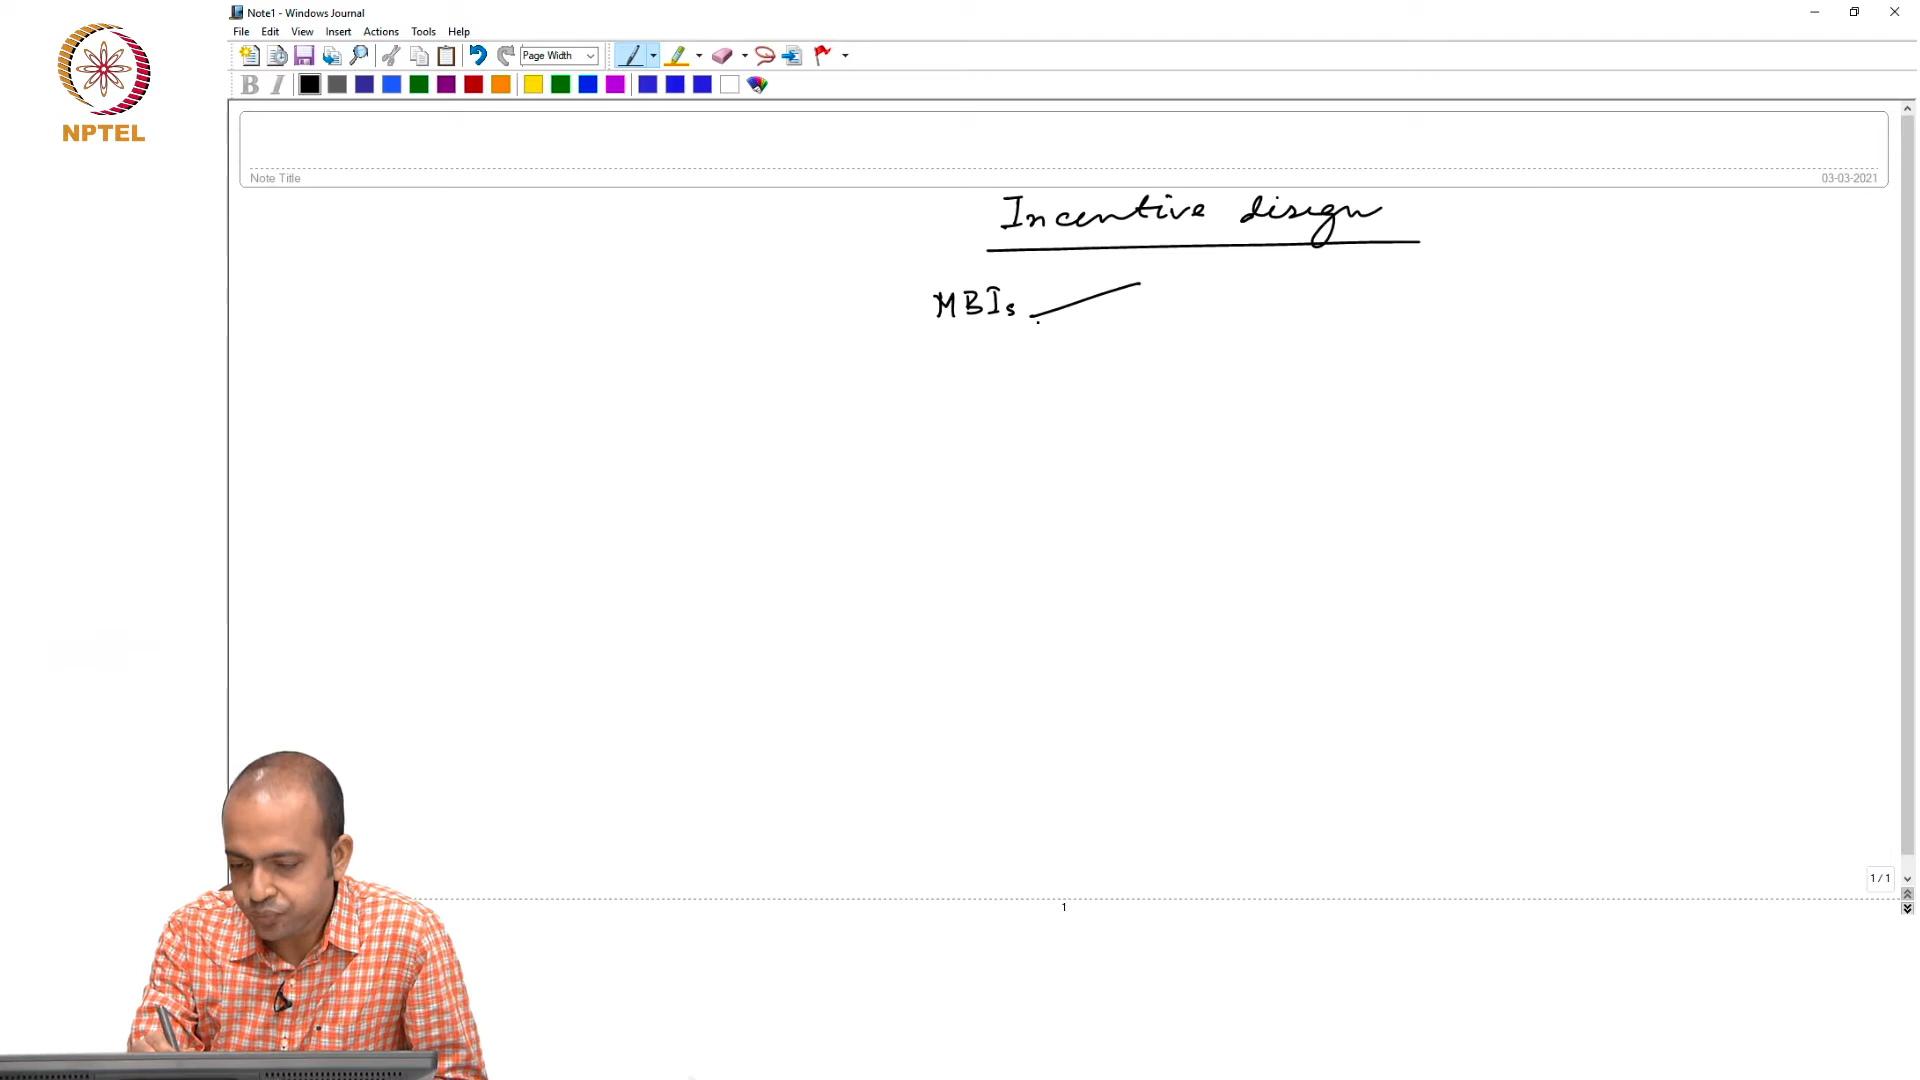 Note1 - Windows Journal
File Edit View Insert Actions Tools Help
Page Width
B I
NPTEL
Note Title
03-03-2021
Incentive disign
MBIs
1 / 1
1